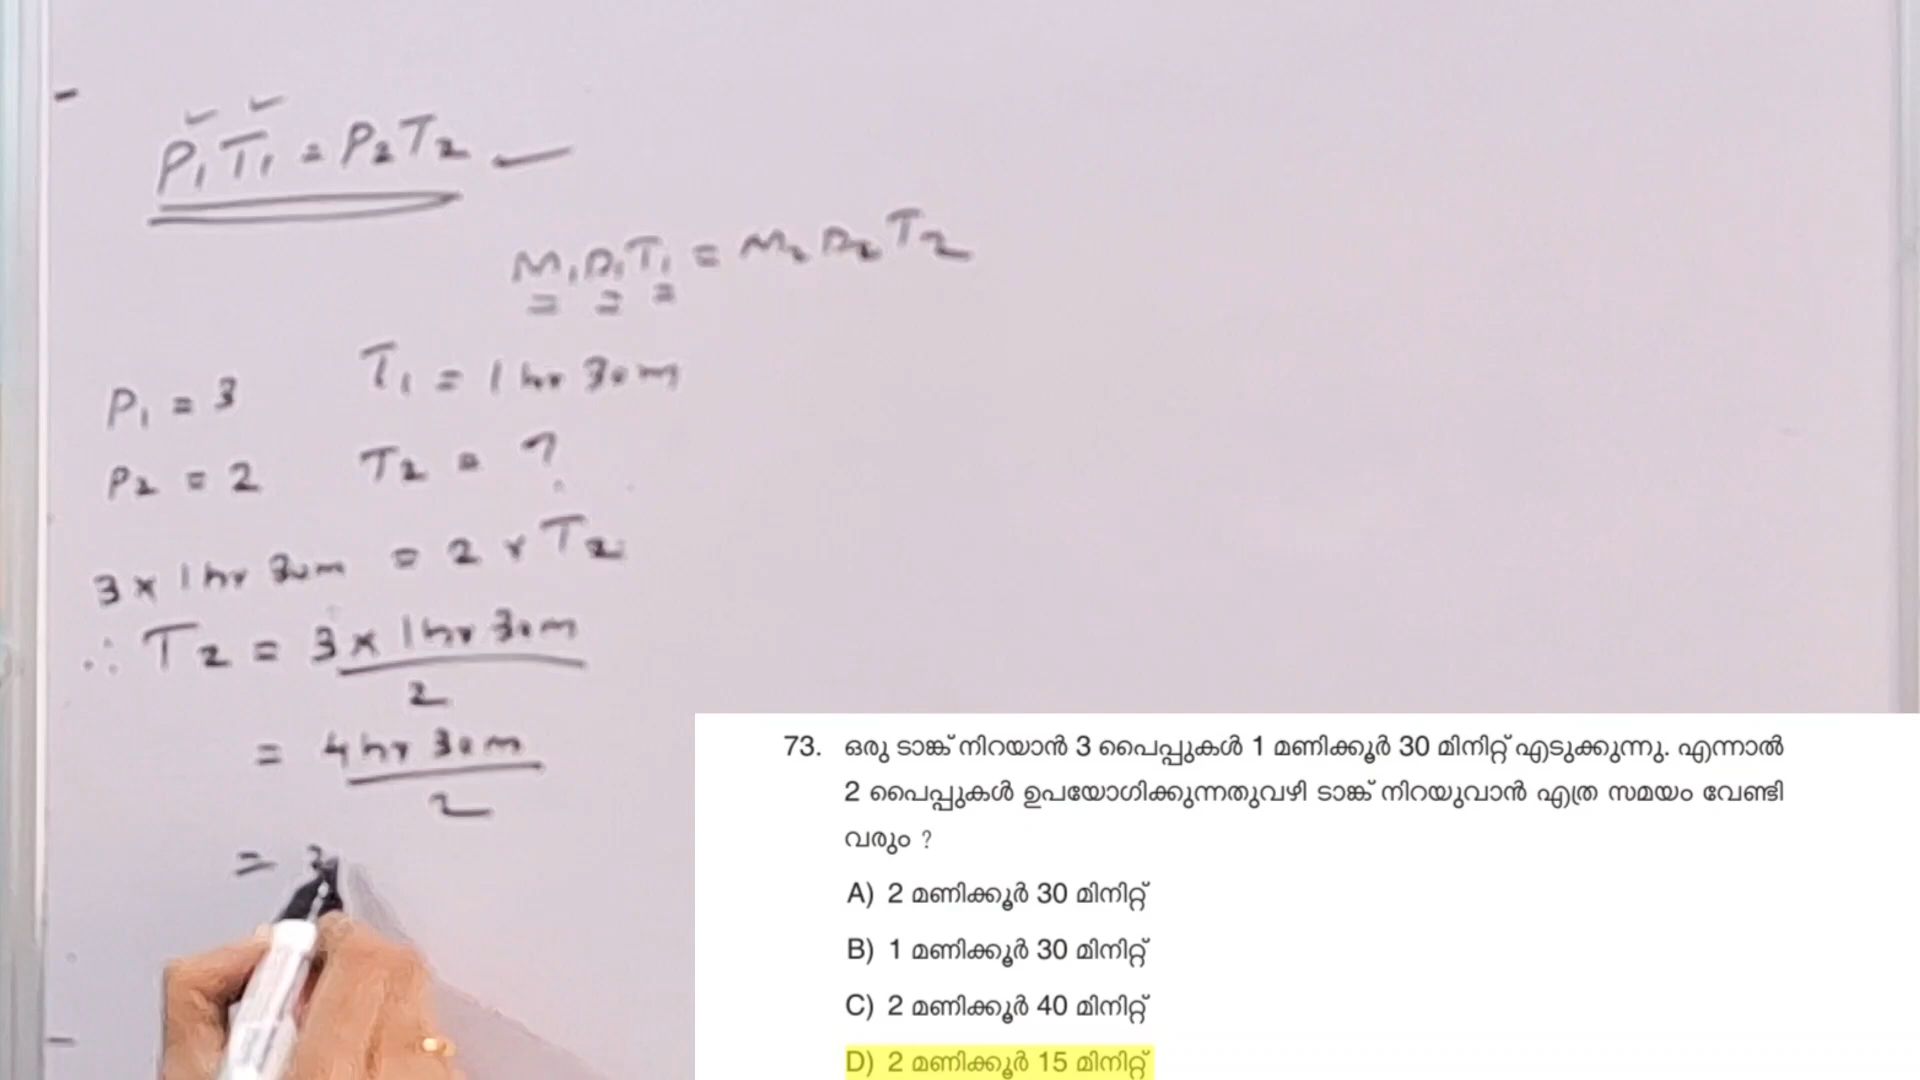 P₁T₁ = P₂T₂
M₁D₁T₁ = M₂D₂T₂
P₁ = 3 T₁ = 1 hr 30 m
P₂ = 2 T₂ = ?
3 × 1 hr 30m = 2 × T₂
∴ T₂ = 3 × 1 hr 30m
2
= 4 hr 30 m
2
=
73. ഒരു ടാങ്ക് നിറയാൻ 3 പൈപ്പുകൾ 1 മണിക്കൂർ 30 മിനിറ്റ് എടുക്കുന്നു. എന്നാൽ
2 പൈപ്പുകൾ ഉപയോഗിക്കുന്നതുവഴി ടാങ്ക് നിറയുവാൻ എത്ര സമയം വേണ്ടി
വരും ?
A) 2 മണിക്കൂർ 30 മിനിറ്റ്
B) 1 മണിക്കൂർ 30 മിനിറ്റ്
C) 2 മണിക്കൂർ 40 മിനിറ്റ്
D) 2 മണിക്കൂർ 15 മിനിറ്റ്